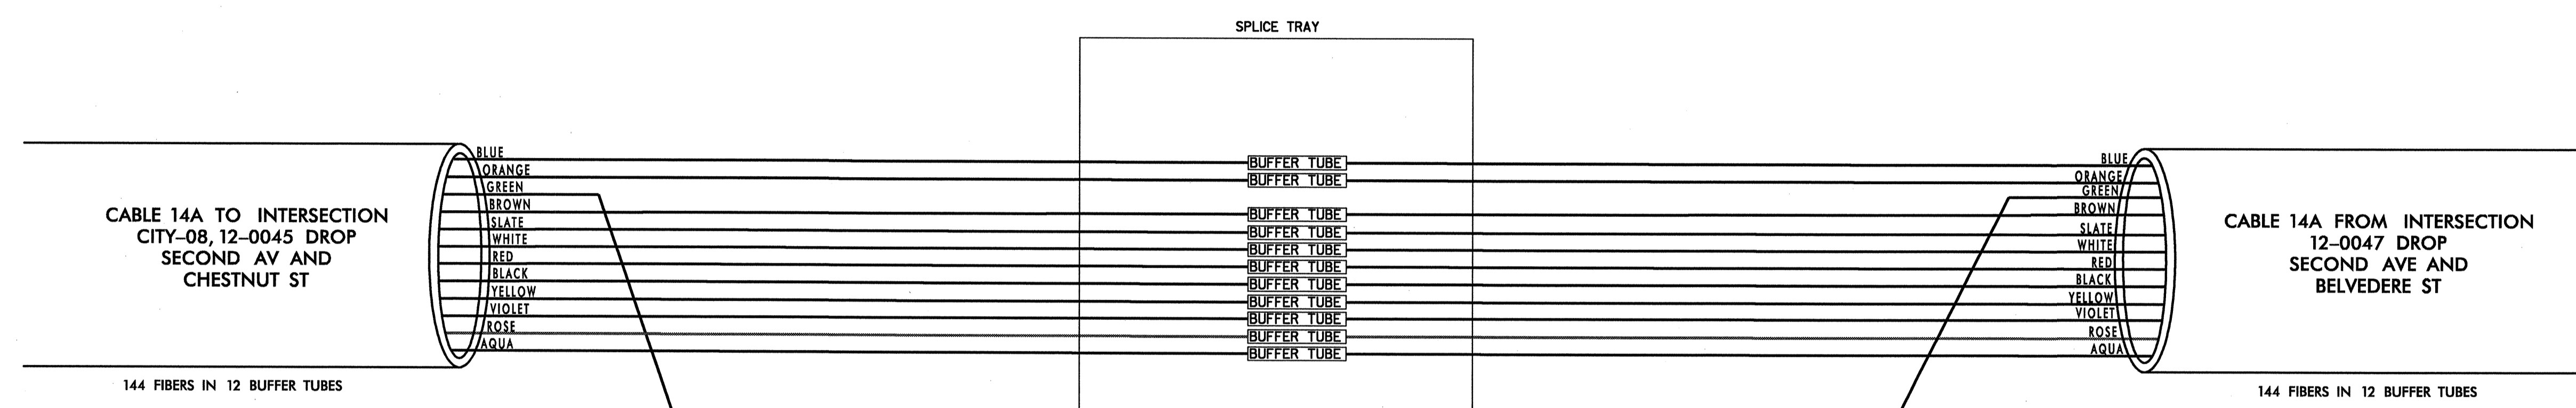 SPLICE TRAY
CABLE 14A TO INTERSECTION
CITY–08, 12–0045 DROP
SECOND AV AND
CHESTNUT ST
144 FIBERS IN 12 BUFFER TUBES
BLUE
ORANGE
GREEN
BROWN
SLATE
WHITE
RED
BLACK
YELLOW
VIOLET
ROSE
AQUA
BUFFER TUBE
BUFFER TUBE
BUFFER TUBE
BUFFER TUBE
BUFFER TUBE
BUFFER TUBE
BUFFER TUBE
BUFFER TUBE
BUFFER TUBE
BUFFER TUBE
BUFFER TUBE
BLUE
ORANGE
GREEN
BROWN
SLATE
WHITE
RED
BLACK
YELLOW
VIOLET
ROSE
AQUA
CABLE 14A FROM INTERSECTION
12–0047 DROP
SECOND AVE AND
BELVEDERE ST
144 FIBERS IN 12 BUFFER TUBES